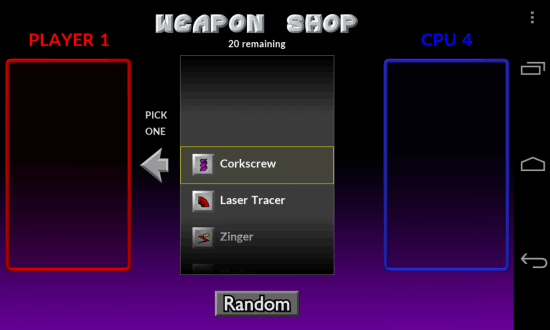 WEAPON SHOP
20 remaining
PLAYER 1
CPU 4
PICK
ONE
Corkscrew
Laser Tracer
Zinger
Random